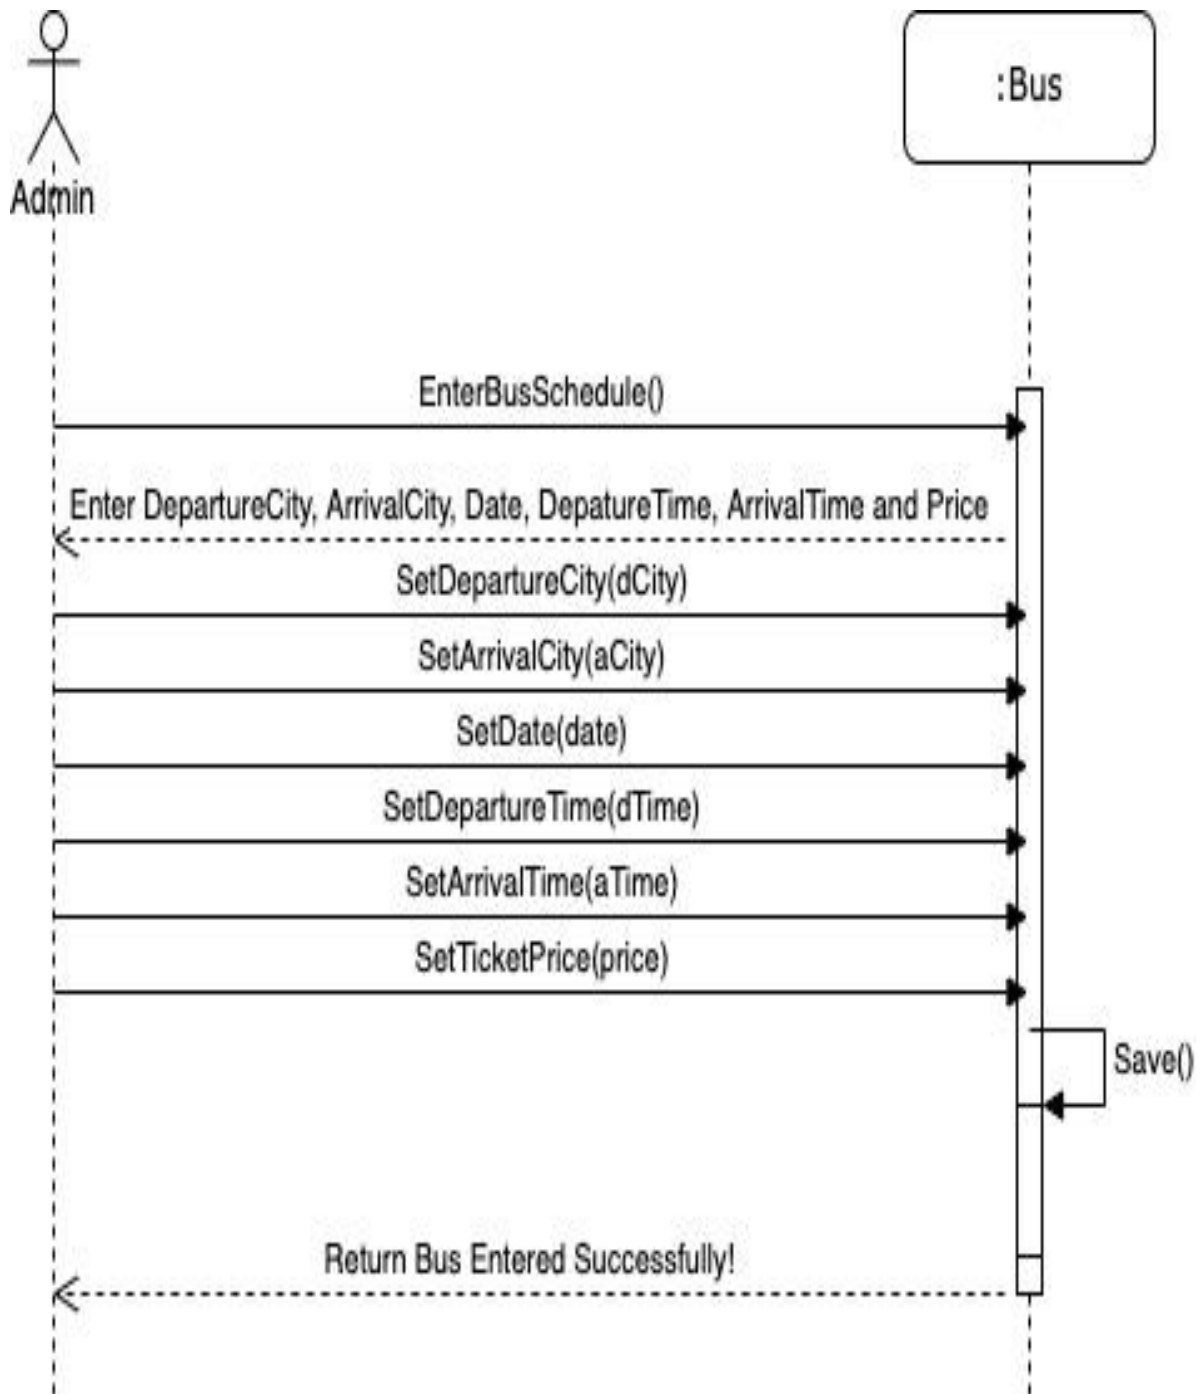 :Bus
Admin
EnterBusSchedule()
Enter DepartureCity, ArrivalCity, Date, DepatureTime, ArrivalTime and Price
SetDepartureCity(dCity)
SetArrivalCity(aCity)
SetDate(date)
SetDepartureTime(dTime)
SetArrivalTime(aTime)
SetTicketPrice(price)
Save()
Return Bus Entered Successfully!